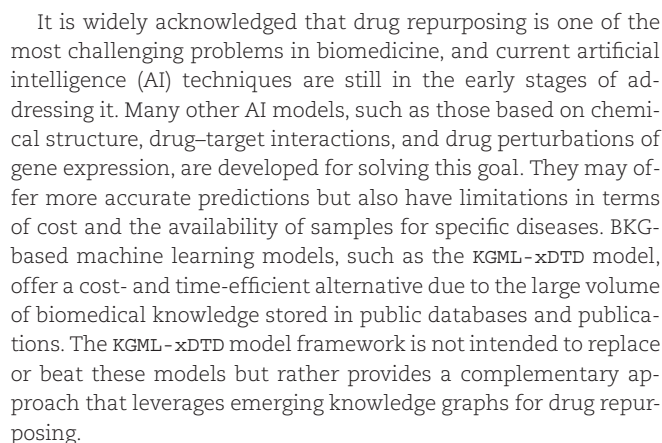 It is widely acknowledged that drug repurposing is one of the
most challenging problems in biomedicine, and current artificial
intelligence (AI) techniques are still in the early stages of ad-
dressing it. Many other AI models, such as those based on chemi-
cal structure, drug–target interactions, and drug perturbations of
gene expression, are developed for solving this goal. They may of-
fer more accurate predictions but also have limitations in terms
of cost and the availability of samples for specific diseases. BKG-
based machine learning models, such as the KGML-xDTD model,
offer a cost- and time-efficient alternative due to the large volume
of biomedical knowledge stored in public databases and publica-
tions. The KGML-xDTD model framework is not intended to replace
or beat these models but rather provides a complementary ap-
proach that leverages emerging knowledge graphs for drug repur-
posing.